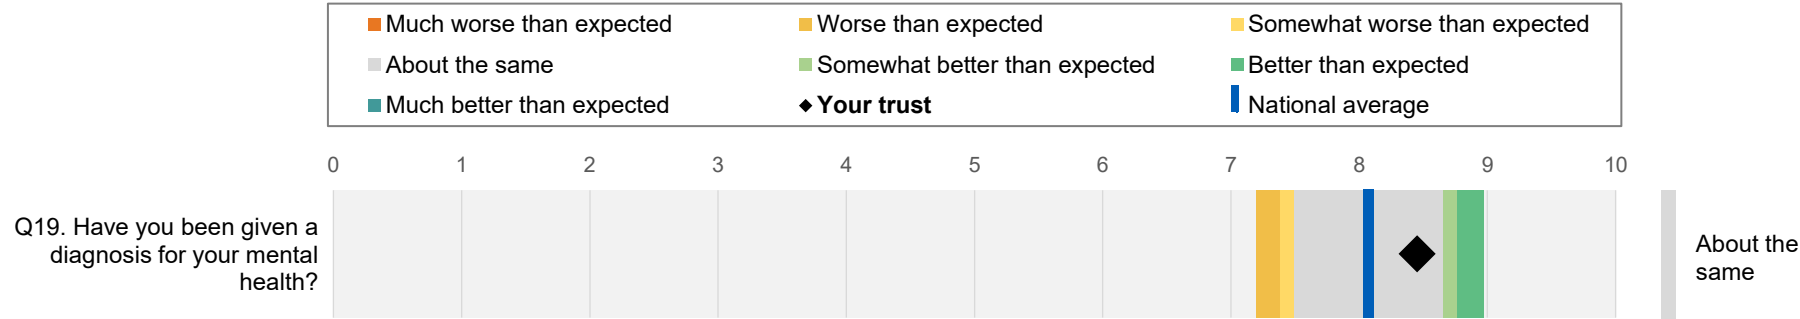 Much worse than expected
Worse than expected
Somewhat worse than expected
About the same
Somewhat better than expected
Better than expected
Much better than expected
Your trust
National average
0 1 2 3 4 5 6 7 8 9 10
Q19. Have you been given a
diagnosis for your mental
health?
About the
same